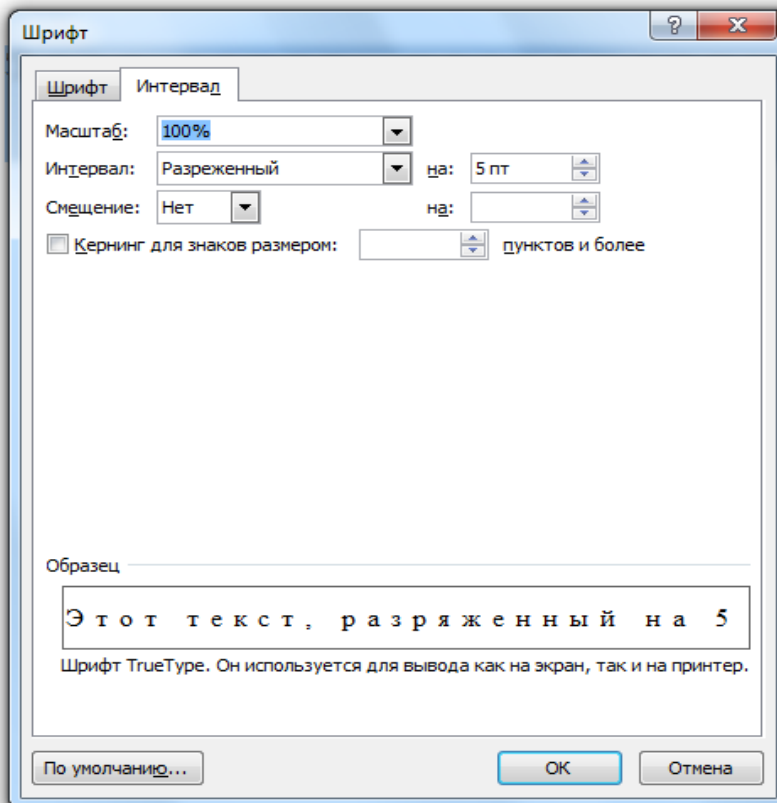 Шрифт
Шрифт Интервал
Масштаб: 100%
Интервал: Разреженный на: 5 пт
Смещение: Нет на:
Кернинг для знаков размером: пунктов и более
Образец
Этот текст, разряженный на 5
Шрифт TrueType. Он используется для вывода как на экран, так и на принтер.
По умолчанию... ОК Отмена